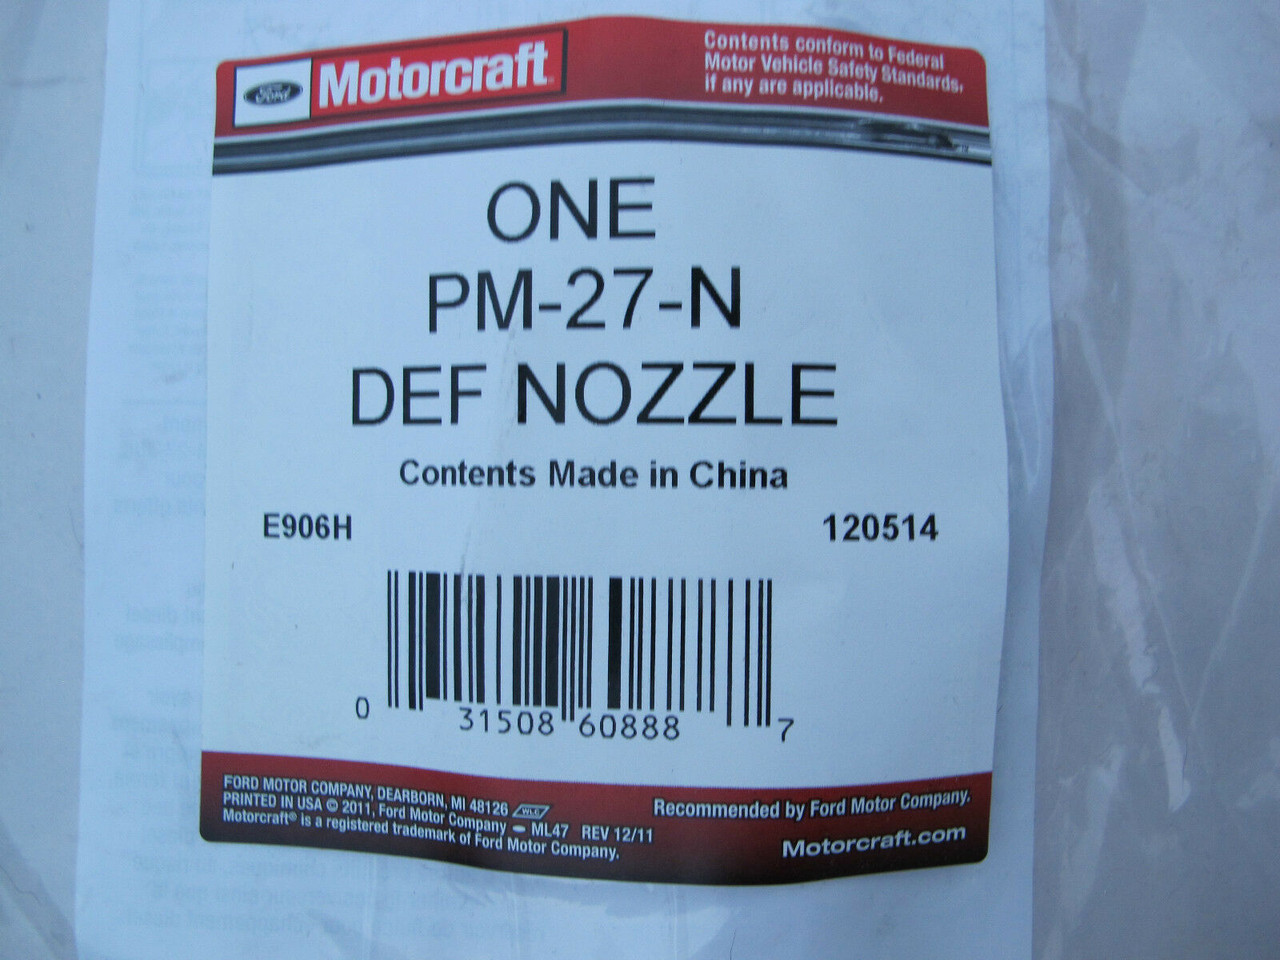 Ford
Motorcraft
Contents conform to Federal
Motor Vehicle Safety Standards,
if any are applicable.
ONE
PM-27-N
DEF NOZZLE
Contents Made in China
E906H
120514
0 31508 60888 7
FORD MOTOR COMPANY, DEARBORN, MI 48126 WLC
PRINTED IN USA © 2011, Ford Motor Company – ML47 REV 12/11
Motorcraft® is a registered trademark of Ford Motor Company.
Recommended by Ford Motor Company.
Motorcraft.com